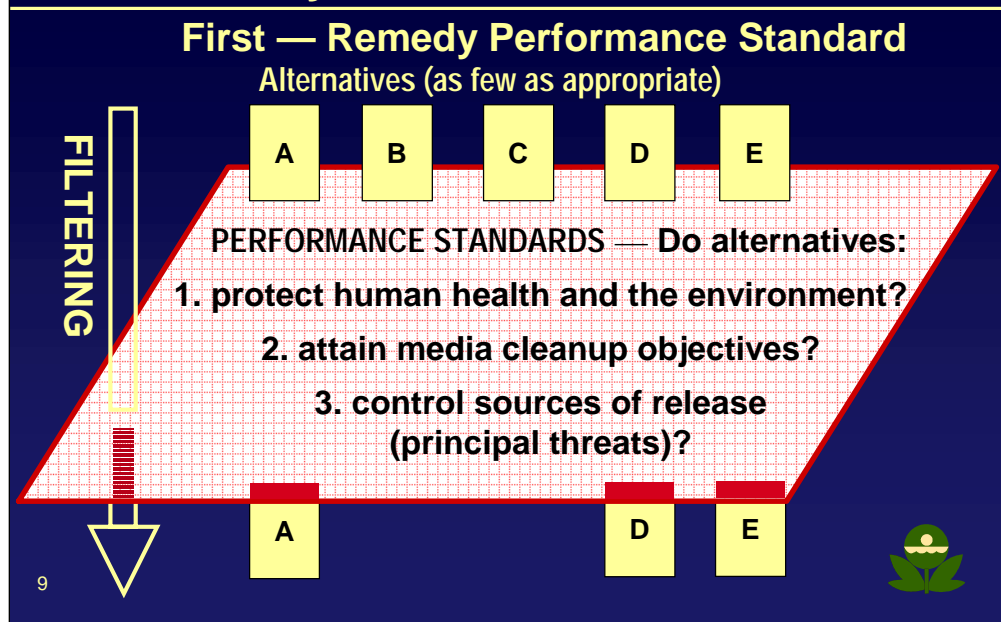 First — Remedy Performance Standard
Alternatives (as few as appropriate)
FILTERING
A B C D E
PERFORMANCE STANDARDS — Do alternatives:
1. protect human health and the environment?
2. attain media cleanup objectives?
3. control sources of release
(principal threats)?
A D E
9